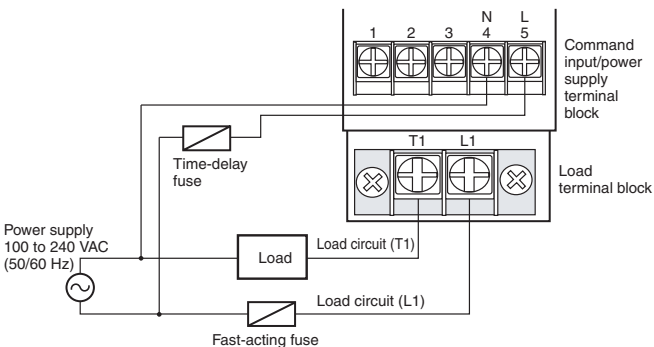 N L
1 2 3 4 5
Command
input/power
supply
terminal
block
T1 L1
Time-delay
fuse
Load
terminal block
Power supply
100 to 240 VAC
(50/60 Hz)
Load
Load circuit (T1)
Load circuit (L1)
Fast-acting fuse